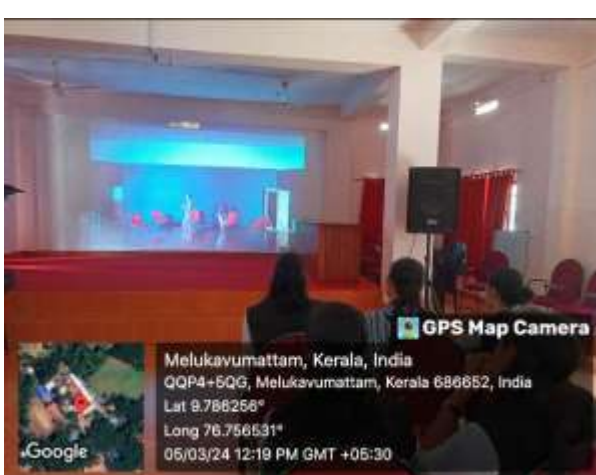 GPS Map Camera
Melukavumattam, Kerala, India
QQP4+5QG, Melukavumattam, Kerala 686652, India
Lat 9.786256°
Long 76.756531°
05/03/24 12:19 PM GMT +05:30
Google